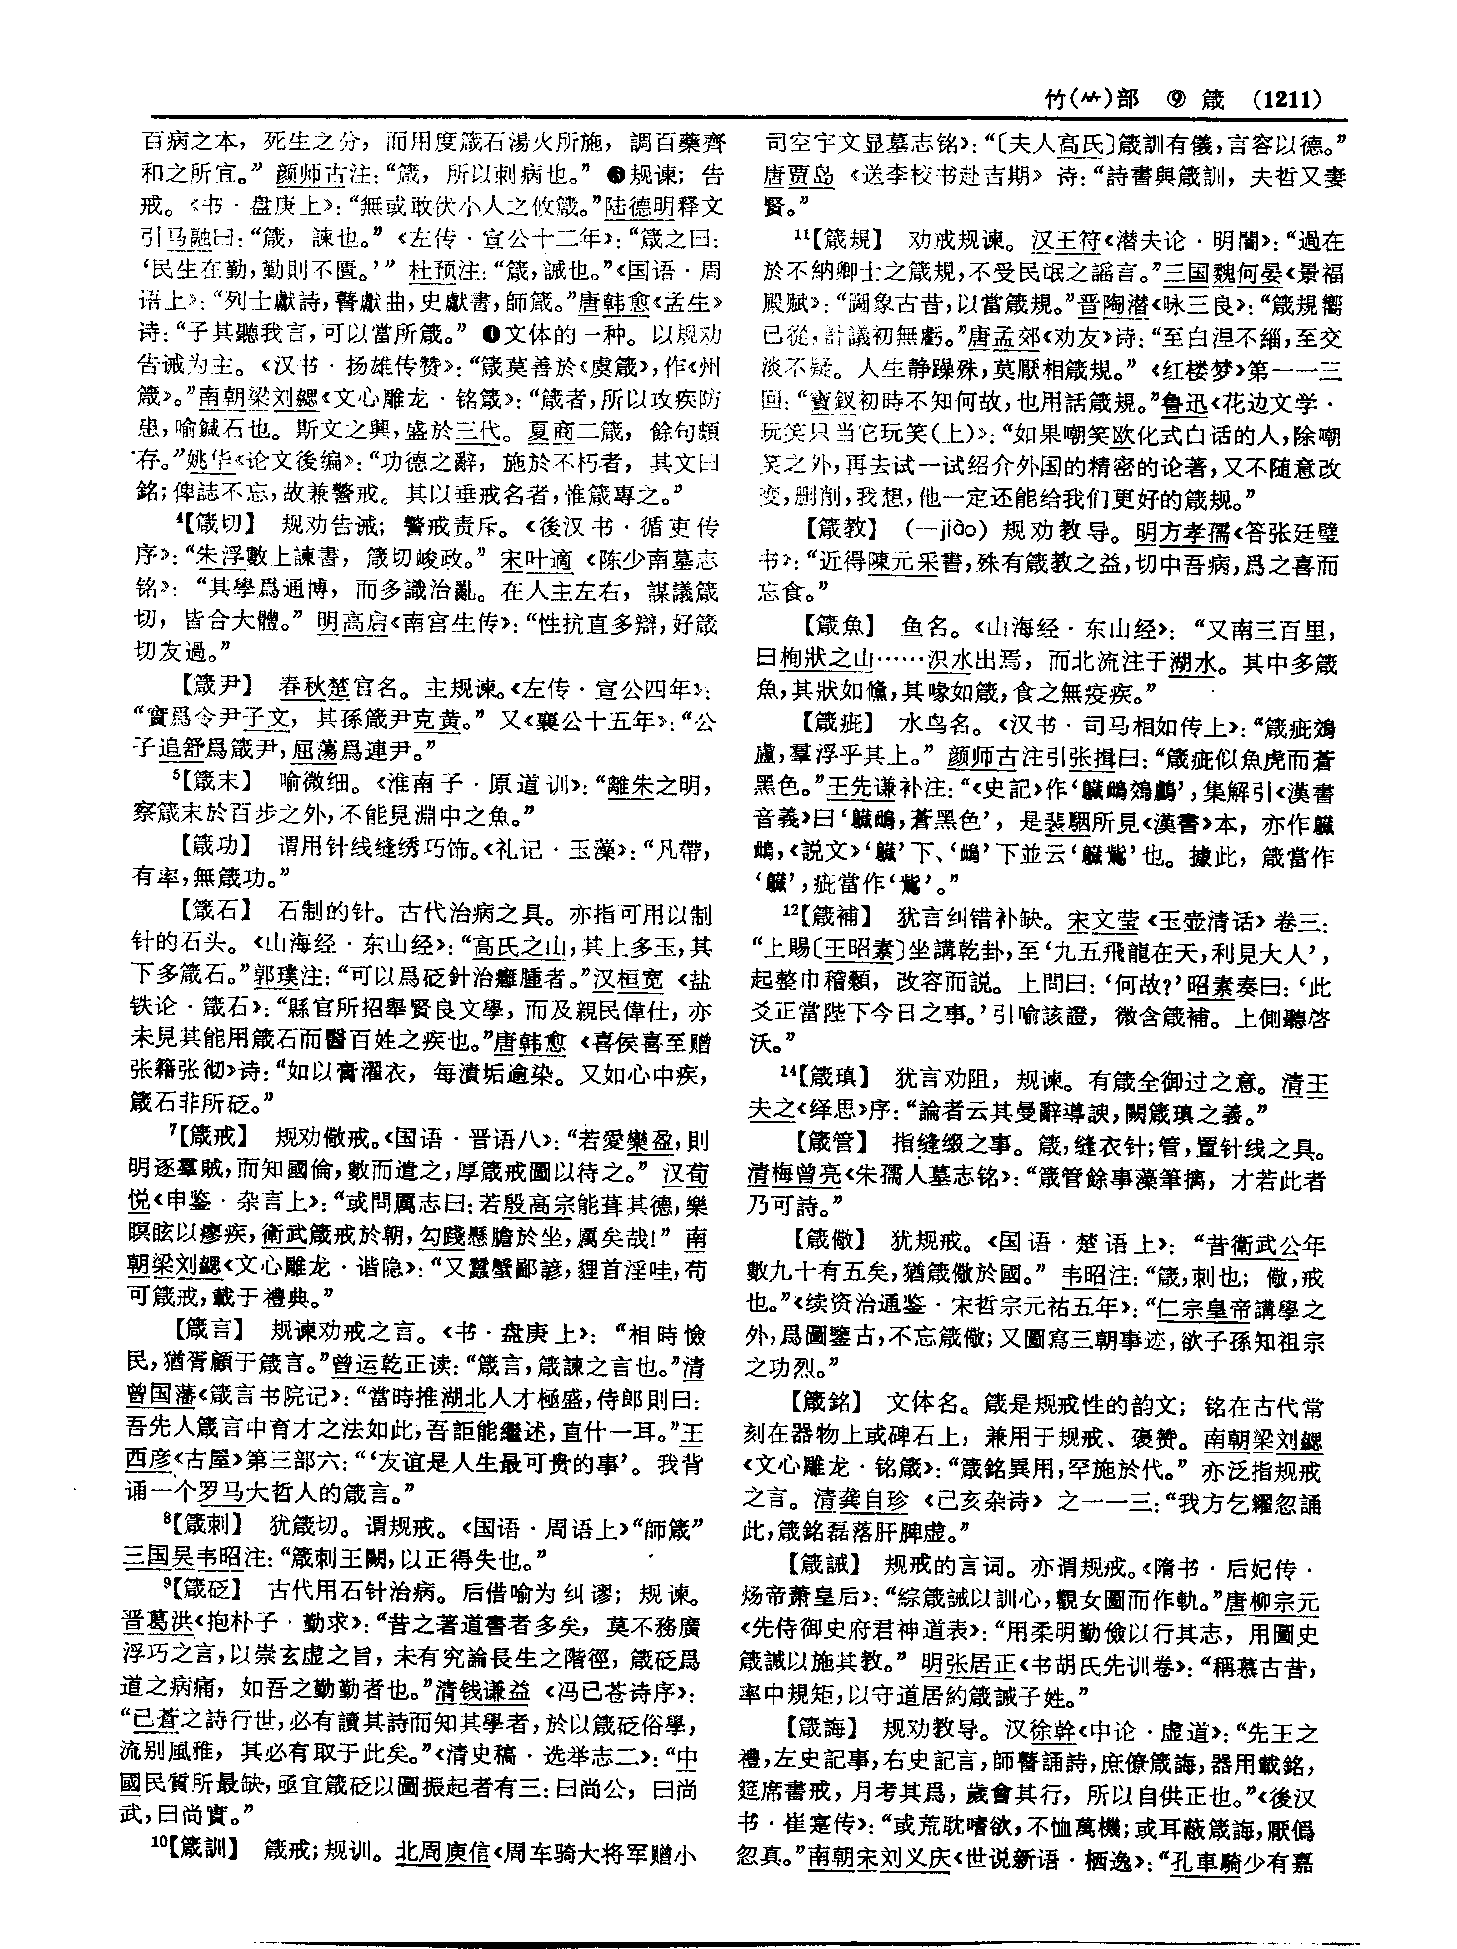 竹(⺮)部 ⑨ 箴 (1211)
百病之本，死生之分，而用度箴石湯火所施，調百藥齊
和之所宜。”颜师古注：“箴，所以刺病也。”❸规谏；告
戒。《书·盘庚上》：“無或敢伏小人之攸箴。”陆德明释文
引马融曰：“箴，諫也。”《左传·宣公十二年》：“箴之曰：
‘民生在勤，勤則不匱。’”杜预注：“箴，誡也。”《国语·周
语上》：“列士獻詩，瞽獻曲，史獻書，師箴。”唐韩愈《孟生》
诗：“子其聽我言，可以當所箴。”❹文体的一种。以规劝
告诫为主。《汉书·扬雄传赞》：“箴莫善於《虞箴》，作《州
箴》。”南朝梁刘勰《文心雕龙·铭箴》：“箴者，所以攻疾防
患，喻鍼石也。斯文之興，盛於三代。夏商二箴，餘句頗
存。”姚华《论文後编》：“功德之辭，施於不朽者，其文曰
銘；俾誌不忘，故兼警戒。其以垂戒名者，惟箴專之。”
⁴【箴切】 规劝告诫；警戒责斥。《後汉书·循吏传
序》：“朱浮數上諫書，箴切峻政。”宋叶適《陈少南墓志
铭》：“其學爲通博，而多識治亂。在人主左右，謀議箴
切，皆合大體。”明高启《南宫生传》：“性抗直多辯，好箴
切友過。”
【箴尹】 春秋楚官名。主规谏。《左传·宣公四年》：
“實爲令尹子文，其孫箴尹克黄。”又《襄公十五年》：“公
子追舒爲箴尹，屈蕩爲連尹。”
⁵【箴末】 喻微细。《淮南子·原道训》：“離朱之明，
察箴末於百步之外，不能見淵中之魚。”
【箴功】 谓用针线缝绣巧饰。《礼记·玉藻》：“凡帶，
有率，無箴功。”
【箴石】 石制的针。古代治病之具。亦指可用以制
针的石头。《山海经·东山经》：“高氏之山，其上多玉，其
下多箴石。”郭璞注：“可以爲砭針治癰腫者。”汉桓宽《盐
铁论·箴石》：“縣官所招舉賢良文學，而及親民偉仕，亦
未見其能用箴石而醫百姓之疾也。”唐韩愈《喜侯喜至赠
张籍张彻》诗：“如以膏濯衣，每漬垢逾染。又如心中疾，
箴石非所砭。”
⁷【箴戒】 规劝儆戒。《国语·晋语八》：“若愛欒盈，則
明逐羣賊，而知國倫，數而遣之，厚箴戒圖以待之。”汉荀
悦《申鉴·杂言上》：“或問厲志曰：若殷高宗能葺其德，樂
瞑眩以瘳疾，衛武箴戒於朝，勾踐懸膽於坐，厲矣哉！”南
朝梁刘勰《文心雕龙·谐隐》：“又蠶蟹鄙諺，狸首淫哇，苟
可箴戒，載于禮典。”
【箴言】 规谏劝戒之言。《书·盘庚上》：“相時憸
民，猶胥顧于箴言。”曾运乾正读：“箴言，箴諫之言也。”清
曾国藩《箴言书院记》：“當時推湖北人才極盛，侍郎則曰：
吾先人箴言中育才之法如此，吾詎能繼述，直什一耳。”王
西彦《古屋》第三部六：“‘友谊是人生最可贵的事’。我背
诵一个罗马大哲人的箴言。”
⁸【箴刺】 犹箴切。谓规戒。《国语·周语上》“師箴”
三国吴韦昭注：“箴刺王闕，以正得失也。”
⁹【箴砭】 古代用石针治病。后借喻为纠谬；规谏。
晋葛洪《抱朴子·勤求》：“昔之著道書者多矣，莫不務廣
浮巧之言，以崇玄虚之旨，未有究論長生之階徑，箴砭爲
道之病痛，如吾之勤勤者也。”清钱谦益《冯已苍诗序》：
“已蒼之詩行世，必有讀其詩而知其學者，於以箴砭俗學，
流别風雅，其必有取于此矣。”《清史稿·选举志二》：“中
國民質所最缺，亟宜箴砭以圖振起者有三：曰尚公，曰尚
武，曰尚實。”
¹⁰【箴訓】 箴戒；规训。北周庾信《周车骑大将军赠小
司空宇文显墓志铭》：“〔夫人高氏〕箴訓有儀，言容以德。”
唐贾岛《送李校书赴吉期》诗：“詩書與箴訓，夫哲又妻
賢。”
¹¹【箴規】 劝戒规谏。汉王符《潜夫论·明闇》：“過在
於不納卿士之箴規，不受民氓之謡言。”三国魏何晏《景福
殿赋》：“圖象古昔，以當箴規。”晋陶潜《咏三良》：“箴規嚮
已從，計議初無虧。”唐孟郊《劝友》诗：“至白涅不緇，至交
淡不疑。人生静躁殊，莫厭相箴規。”《红楼梦》第一一三
回：“寶釵初時不知何故，也用話箴規。”鲁迅《花边文学·
玩笑只当它玩笑（上）》：“如果嘲笑欧化式白话的人，除嘲
笑之外，再去试一试绍介外国的精密的论著，又不随意改
变，删削，我想，他一定还能给我们更好的箴规。”
【箴教】 （－jiào）规劝教导。明方孝孺《答张廷璧
书》：“近得陳元采書，殊有箴教之益，切中吾病，爲之喜而
忘食。”
【箴魚】 鱼名。《山海经·东山经》：“又南三百里，
曰栒狀之山……沢水出焉，而北流注于湖水。其中多箴
魚，其狀如儵，其喙如箴，食之無疫疾。”
【箴疵】 水鸟名。《汉书·司马相如传上》：“箴疵鵁
盧，羣浮乎其上。”颜师古注引张揖曰：“箴疵似魚虎而蒼
黑色。”王先谦补注：“《史記》作‘鱵䴔鵁鸕’，集解引《漢書
音義》曰‘鱵䴔，蒼黑色’，是裴駰所見《漢書》本，亦作鱵
䴔，《説文》‘鱵’下、‘䴔’下並云‘鱵鴜’也。據此，箴當作
‘鱵’，疵當作‘鴜’。”
¹²【箴補】 犹言纠错补缺。宋文莹《玉壶清话》卷三：
“上賜〔王昭素〕坐講乾卦，至‘九五飛龍在天，利見大人’，
起整巾稽顙，改容而説。上問曰：‘何故？’昭素奏曰：‘此
爻正當陛下今日之事。’引喻該證，微含箴補。上側聽啓
沃。”
¹⁴【箴瑱】 犹言劝阻，规谏。有箴全御过之意。清王
夫之《绎思》序：“論者云其曼辭導諛，闕箴瑱之義。”
【箴管】 指缝缀之事。箴，缝衣针；管，置针线之具。
清梅曾亮《朱孺人墓志铭》：“箴管餘事藻筆摛，才若此者
乃可詩。”
【箴儆】 犹规戒。《国语·楚语上》：“昔衛武公年
數九十有五矣，猶箴儆於國。”韦昭注：“箴，刺也；儆，戒
也。”《续资治通鉴·宋哲宗元祐五年》：“仁宗皇帝講學之
外，爲圖鑒古，不忘箴儆；又圖寫三朝事迹，欲子孫知祖宗
之功烈。”
【箴銘】 文体名。箴是规戒性的韵文；铭在古代常
刻在器物上或碑石上，兼用于规戒、褒赞。南朝梁刘勰
《文心雕龙·铭箴》：“箴銘異用，罕施於代。”亦泛指规戒
之言。清龚自珍《己亥杂诗》之一一三：“我方乞糴忽誦
此，箴銘磊落肝脾虚。”
【箴誡】 规戒的言词。亦谓规戒。《隋书·后妃传·
炀帝萧皇后》：“綜箴誡以訓心，觀女圖而作軌。”唐柳宗元
《先侍御史府君神道表》：“用柔明勤儉以行其志，用圖史
箴誡以施其教。”明张居正《书胡氏先训卷》：“稱慕古昔，
率中規矩，以守道居約箴誡子姓。”
【箴誨】 规劝教导。汉徐幹《中论·虚道》：“先王之
禮，左史記事，右史記言，師瞽誦詩，庶僚箴誨，器用載銘，
筵席書戒，月考其爲，歲會其行，所以自供正也。”《後汉
书·崔寔传》：“或荒耽嗜欲，不恤萬機；或耳蔽箴誨，厭僞
忽真。”南朝宋刘义庆《世说新语·栖逸》：“孔車騎少有嘉